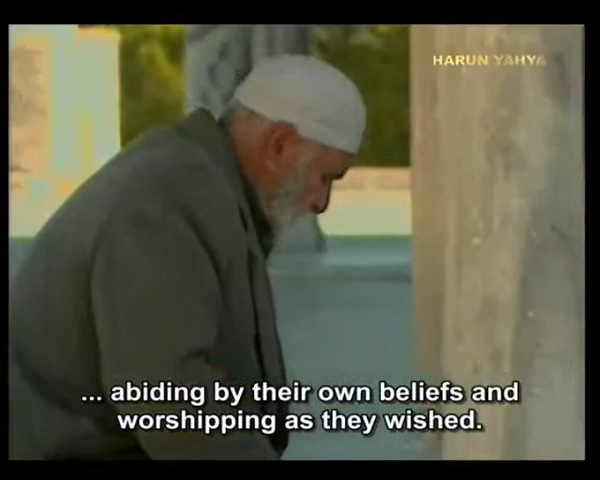 HARUN YAHYA
... abiding by their own beliefs and
worshipping as they wished.